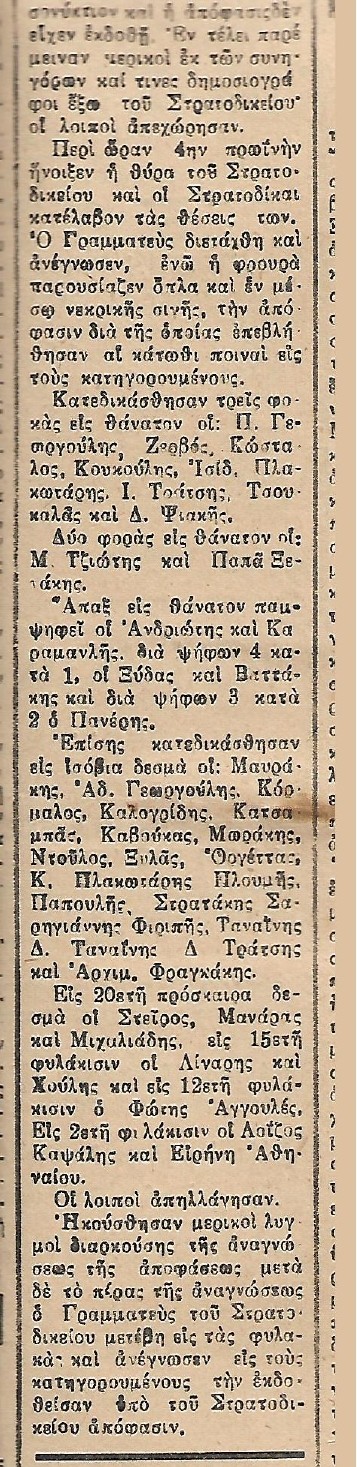 σονύκτιον καὶ ἡ ἀπόφασις δὲν
εἶχεν ἐκδοθῆ. Ἐν τέλει παρέ
μειναν μερικοὶ ἐκ τῶν συνη-
γόρων καί τινες δημοσιογρά
φοι ἔξω τοῦ Στρατοδικείου·
οἱ λοιποὶ ἀπεχώρησαν.
Περὶ ὥραν 4ην πρωϊνὴν
ἤνοιξεν ἡ θύρα τοῦ Στρατο-
δικείου καὶ οἱ Στρατοδίκαι
κατέλαβον τὰς θέσεις των.
Ὁ Γραμματεὺς διετάχθη καὶ
ἀνέγνωσεν, ἐνῶ ἡ φρουρὰ
παρουσίαζεν ὅπλα καὶ ἐν μέ-
σῳ νεκρικῆς σιγῆς, τὴν ἀπό
φασιν διὰ τῆς ὁποίας ἐπεβλή
θησαν αἱ κάτωθι ποιναὶ εἰς
τοὺς κατηγορουμένους.
Κατεδικάσθησαν τρεῖς φο-
ρὰς εἰς θάνατον οἱ: Π. Γε-
ωργούλης, Ζερβός, Κώστα-
λος, Κουκούλης, Ἰσίδ. Πλα-
κωτάρης, Ι. Τράτσης, Τσου-
καλᾶς καὶ Δ. Ψιακῆς.
Δύο φορὰς εἰς θάνατον οἱ:
Μ. Τζιώτης καὶ Παπᾶ Ξε-
νάκης.
Ἅπαξ εἰς θάνατον παμ-
ψηφεὶ οἱ Ἀνδριώτης καὶ Κα
ραμανλῆς, διὰ ψήφων 4 κα-
τὰ 1, οἱ Ξύδας καὶ Βαττά-
κης καὶ διὰ ψήφων 3 κατὰ
2 ὁ Πανέρης.
Ἐπίσης κατεδικάσθησαν
εἰς ἰσόβια δεσμὰ οἱ: Μαυρά-
κης, Ἀδ. Γεωργούλης, Κόρ-
μαλος, Καλογρίδης, Κατσα
μπᾶς, Καβούκας, Μωράκης,
Ντοῦλος, Ξυλᾶς, Ὀργέττας,
Κ. Πλακωτάρης Πλουμῆς,
Παπουλῆς, Στρατάκης Σα-
ρηγιάννης Φιριπῆς, Ταναΐνης
Δ. Ταναΐνης Δ Τράτσης
καὶ Ἀρχιμ. Φραγκάκης.
Εἰς 20ετῆ πρόσκαιρα δε-
σμὰ οἱ Στεῖρος, Μανάρας
καὶ Μιχαλιάδης, εἰς 15ετῆ
φυλάκισιν οἱ Λίναρης καὶ
Χούλης καὶ εἰς 12ετῆ φυλά-
κισιν ὁ Φώτης Ἀγγουλές,
Εἰς 2ετῆ φυλάκισιν οἱ Λοΐζος
Καψάλης καὶ Εἰρήνη Ἀθη-
ναίου.
Οἱ λοιποὶ ἀπηλλάγησαν.
Ἠκούσθησαν μερικοὶ λυγ-
μοὶ διαρκούσης τῆς ἀναγνώ
σεως τῆς ἀποφάσεως μετὰ
δὲ τὸ πέρας τῆς ἀναγνώσεως
ὁ Γραμματεὺς τοῦ Στρατο-
δικείου μετέβη εἰς τὰς φυλα-
κὰς καὶ ἀνέγνωσεν εἰς τοὺς
κατηγορουμένους τὴν ἐκδο-
θεῖσαν ὑπὸ τοῦ Στρατοδι-
κείου ἀπόφασιν.